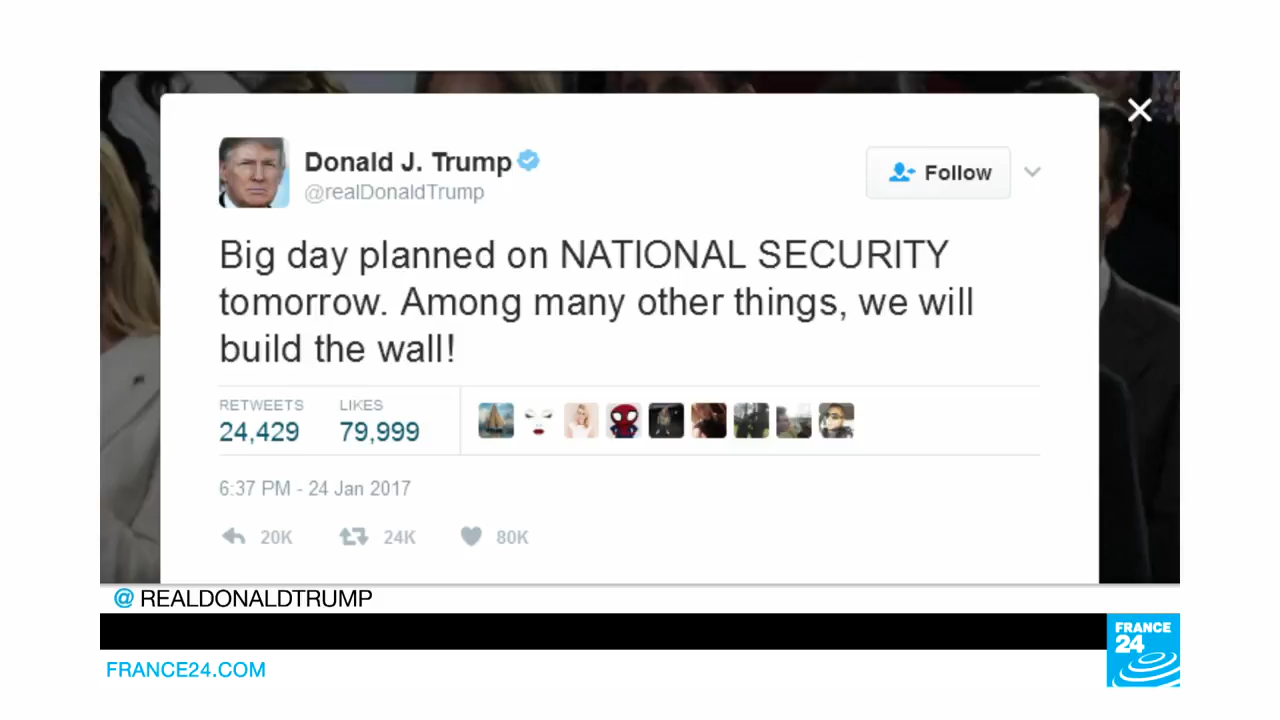 Donald J. Trump
@realDonaldTrump
Follow
Big day planned on NATIONAL SECURITY
tomorrow. Among many other things, we will
build the wall!
RETWEETS LIKES
24,429 79,999
6:37 PM - 24 Jan 2017
20K 24K 80K
@ REALDONALDTRUMP
FRANCE
24
FRANCE24.COM